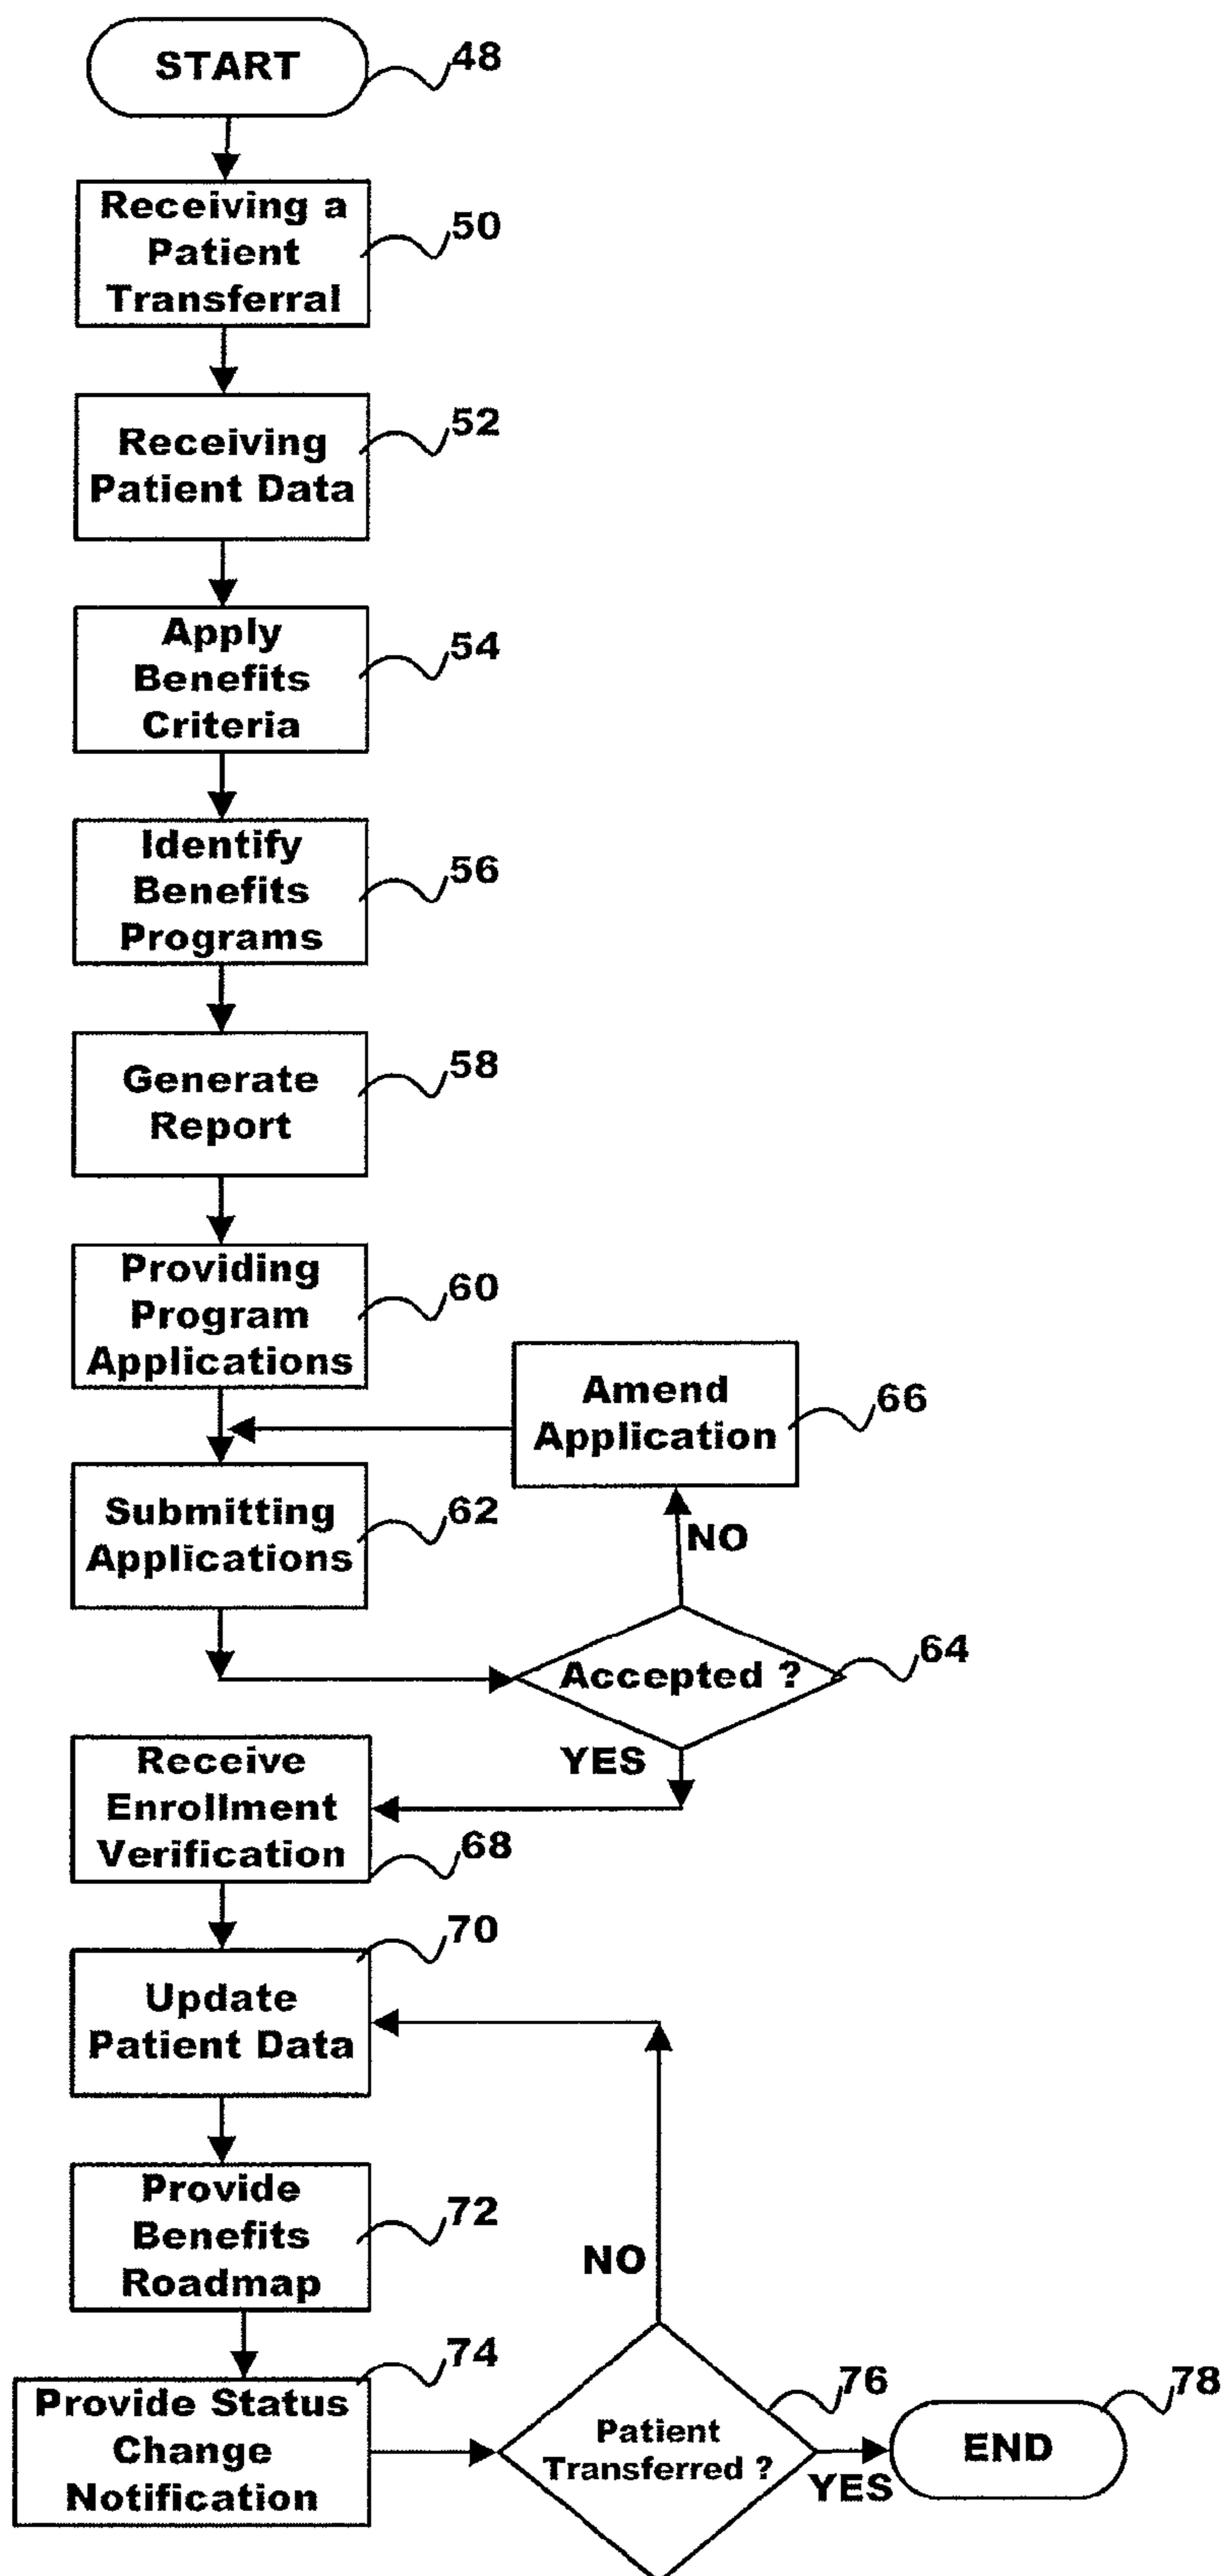 START
48
Receiving a
Patient
Transferral
50
Receiving
Patient Data
52
Apply
Benefits
Criteria
54
Identify
Benefits
Programs
56
Generate
Report
58
Providing
Program
Applications
60
Amend
Application
66
Submitting
Applications
62
NO
Accepted ?
64
YES
Receive
Enrollment
Verification
68
Update
Patient Data
70
Provide
Benefits
Roadmap
72
NO
Provide Status
Change
Notification
74
Patient
Transferred ?
76
YES
END
78